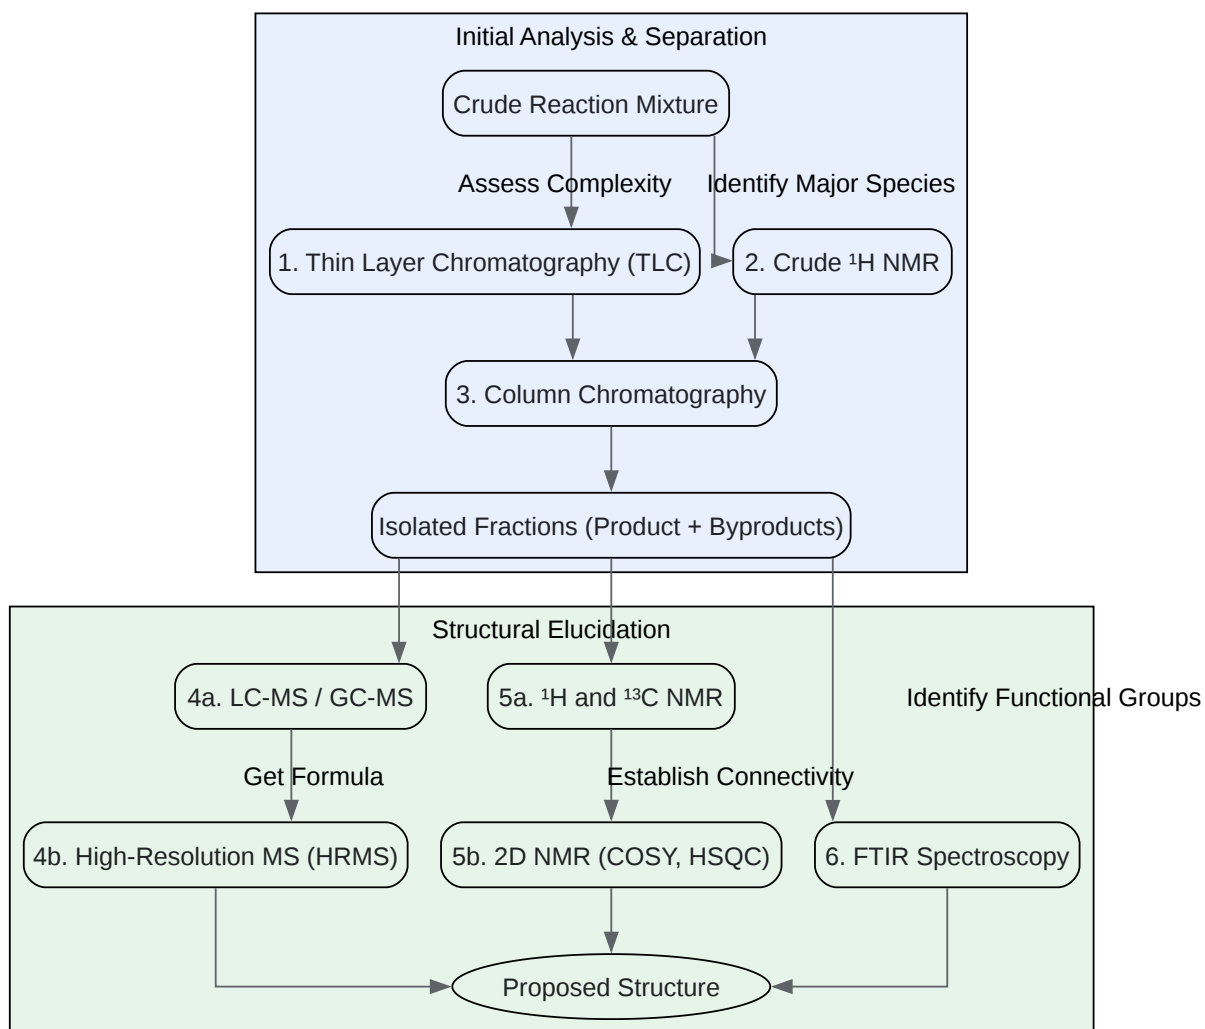 Initial Analysis & Separation
Crude Reaction Mixture
Assess Complexity
Identify Major Species
1. Thin Layer Chromatography (TLC)
2. Crude ¹H NMR
3. Column Chromatography
Isolated Fractions (Product + Byproducts)
Structural Elucidation
4a. LC-MS / GC-MS
5a. ¹H and ¹³C NMR
Identify Functional Groups
Get Formula
Establish Connectivity
4b. High-Resolution MS (HRMS)
5b. 2D NMR (COSY, HSQC)
6. FTIR Spectroscopy
Proposed Structure